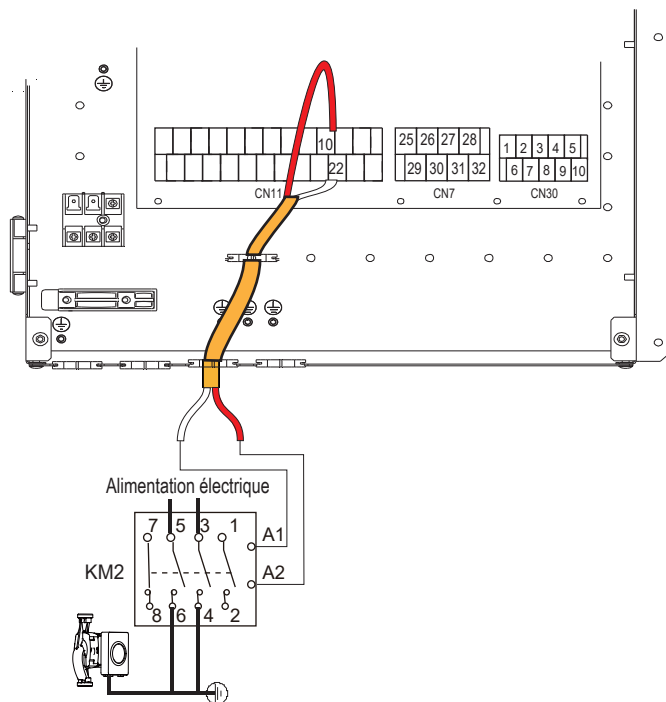 10
25 26 27 28
1 2 3 4 5
22
29 30 31 32
6 7 8 9 10
CN11
CN7
CN30
Alimentation électrique
7 5 3 1
A1
KM2
A2
8 6 4 2